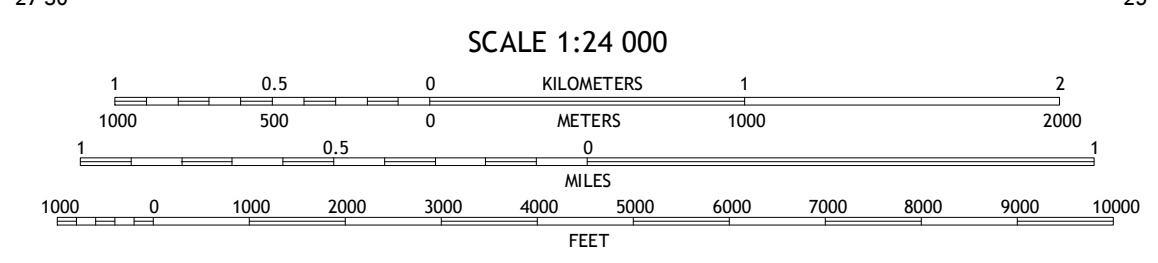 SCALE 1:24 000
1 0.5 0 KILOMETERS 1 2
1000 500 0 METERS 1000 2000
1 0.5 0 1
MILES
1000 0 1000 2000 3000 4000 5000 6000 7000 8000 9000 10000
FEET